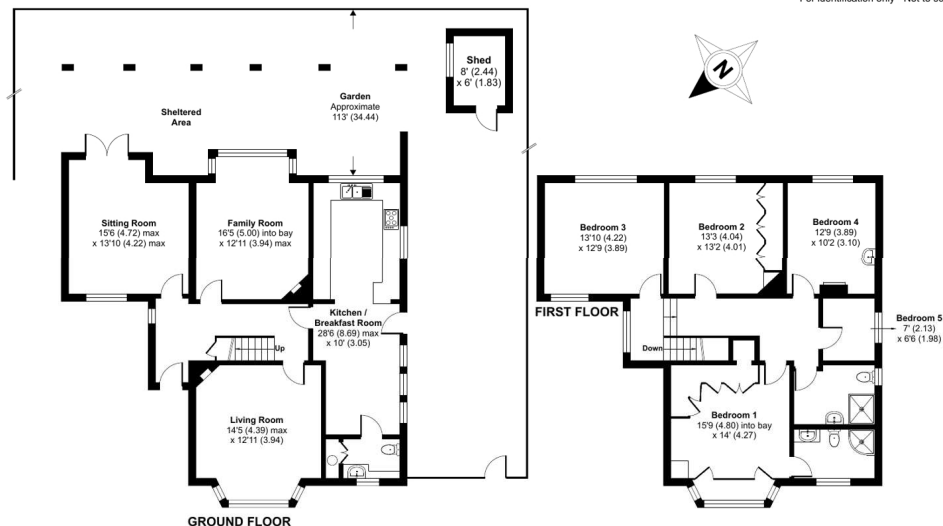 For identification only - Not to sc
Shed
8' (2.44)
x 6' (1.83)
N
Garden
Approximate
113' (34.44)
Sheltered
Area
Sitting Room
15'6 (4.72) max
x 13'10 (4.22) max
Family Room
16'5 (5.00) into bay
x 12'11 (3.94) max
Kitchen /
Breakfast Room
28'6 (8.69) max
x 10' (3.05)
Up
Living Room
14'5 (4.39) max
x 12'11 (3.94)
GROUND FLOOR
Bedroom 3
13'10 (4.22)
x 12'9 (3.89)
Bedroom 2
13'3 (4.04)
x 13'2 (4.01)
Bedroom 4
12'9 (3.89)
x 10'2 (3.10)
FIRST FLOOR
Bedroom 5
7' (2.13)
x 6'6 (1.98)
Down
Bedroom 1
15'9 (4.80) into bay
x 14' (4.27)